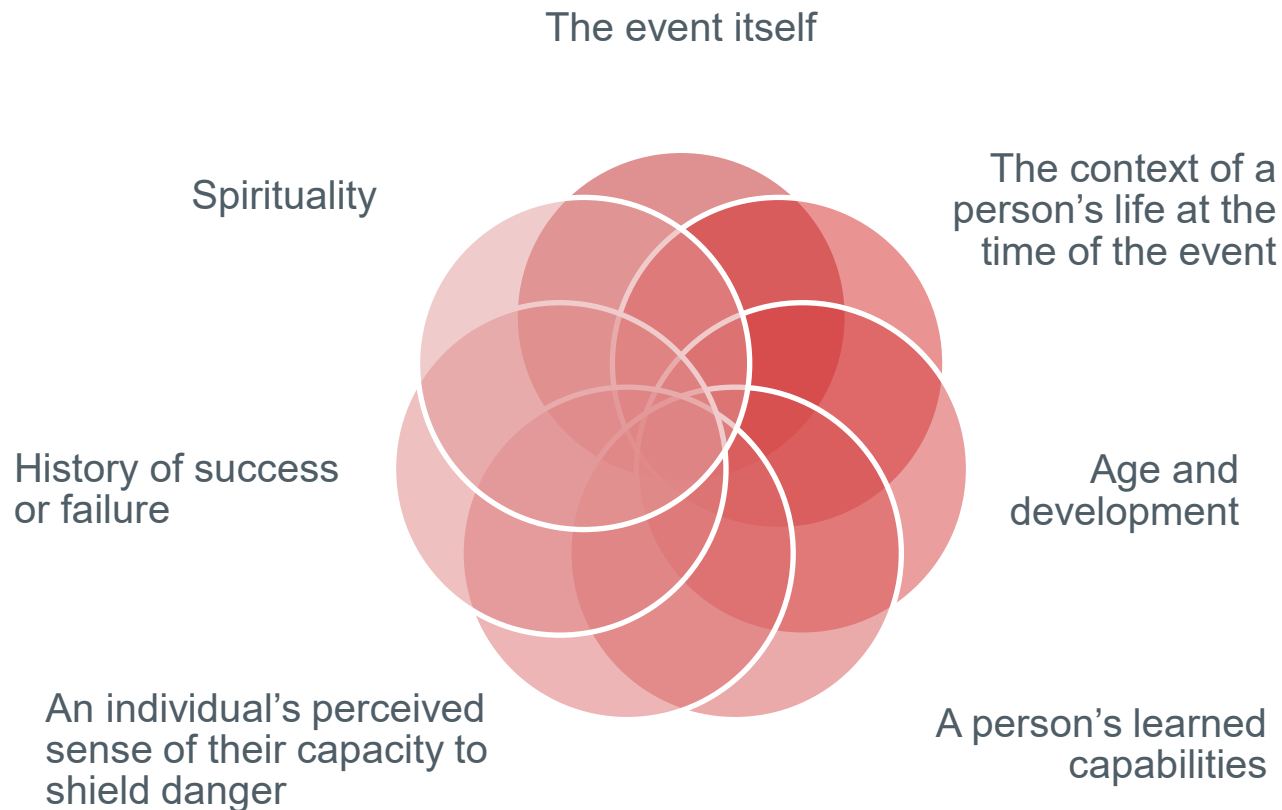 The event itself
The context of a
person's life at the
time of the event
Age and
development
A person's learned
capabilities
An individual's perceived
sense of their capacity to
shield danger
History of success
or failure
Spirituality